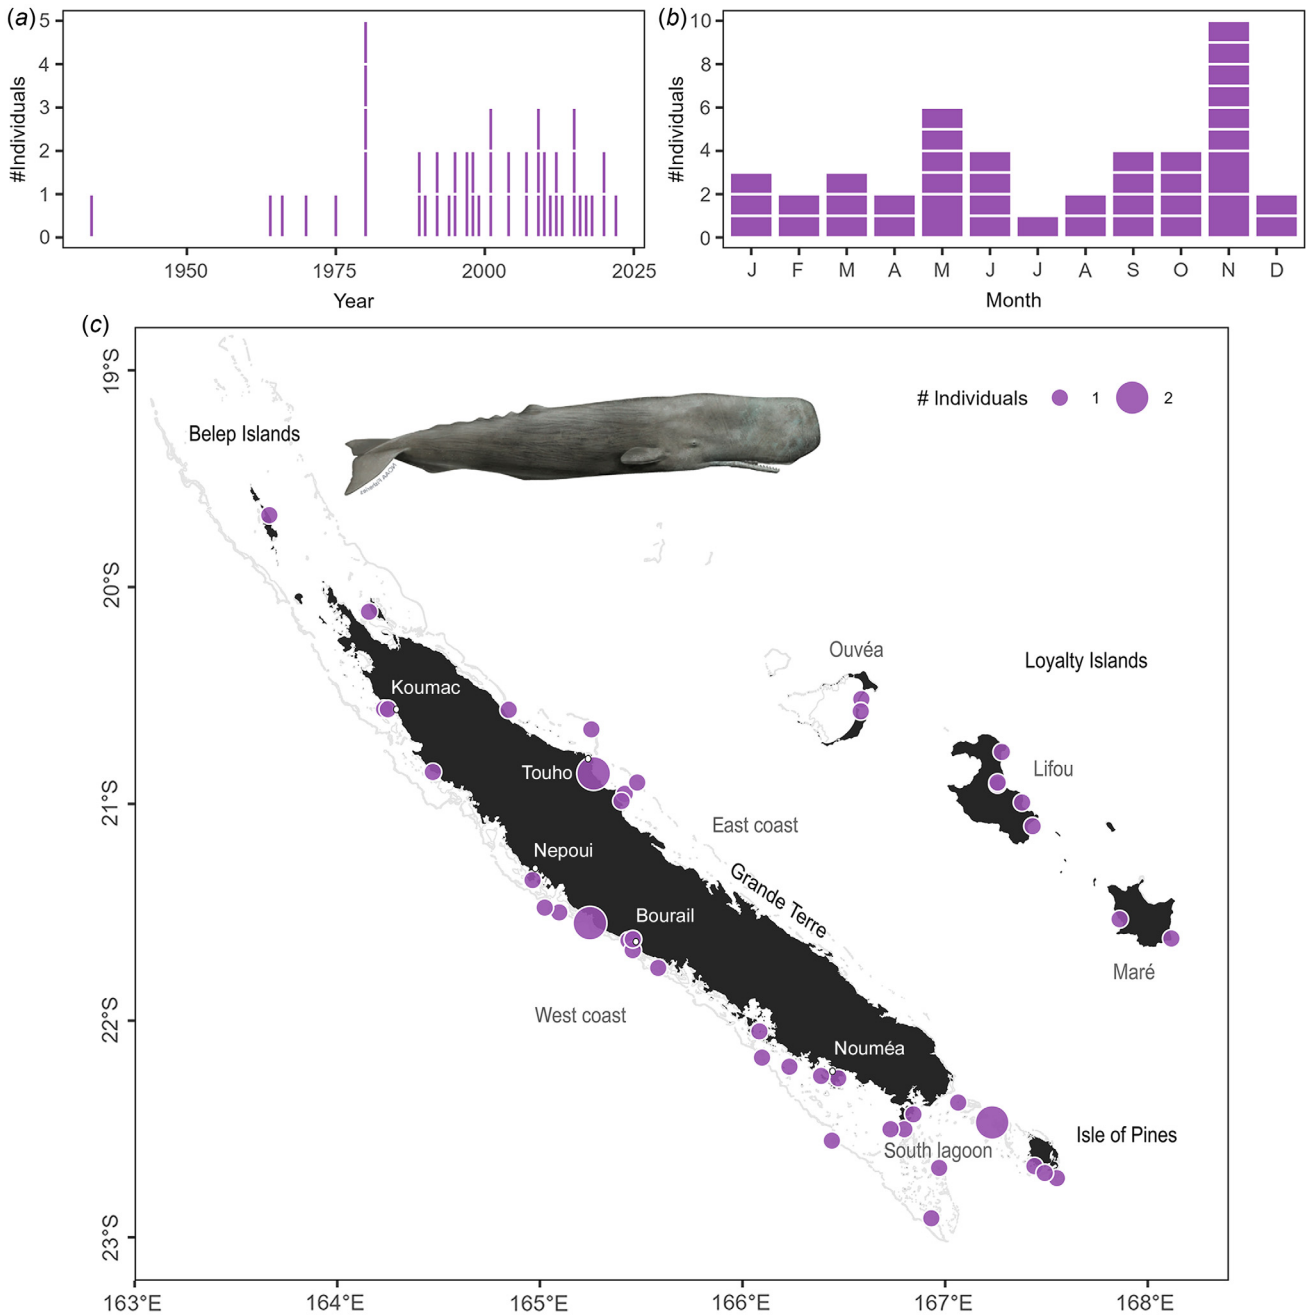 (a)
#Individuals
5
4
3
2
1
0
1950 1975 2000 2025
Year
(b)
#Individuals
10
8
6
4
2
0
J F M A M J J A S O N D
Month
(c)
19°S
20°S
21°S
22°S
23°S
# Individuals 1 2
Belep Islands
Ouvéa
Loyalty Islands
Koumac
Lifou
Touho
East coast
Nepoui
Grande Terre
Bourail
Maré
West coast
Nouméa
Isle of Pines
South lagoon
163°E 164°E 165°E 166°E 167°E 168°E